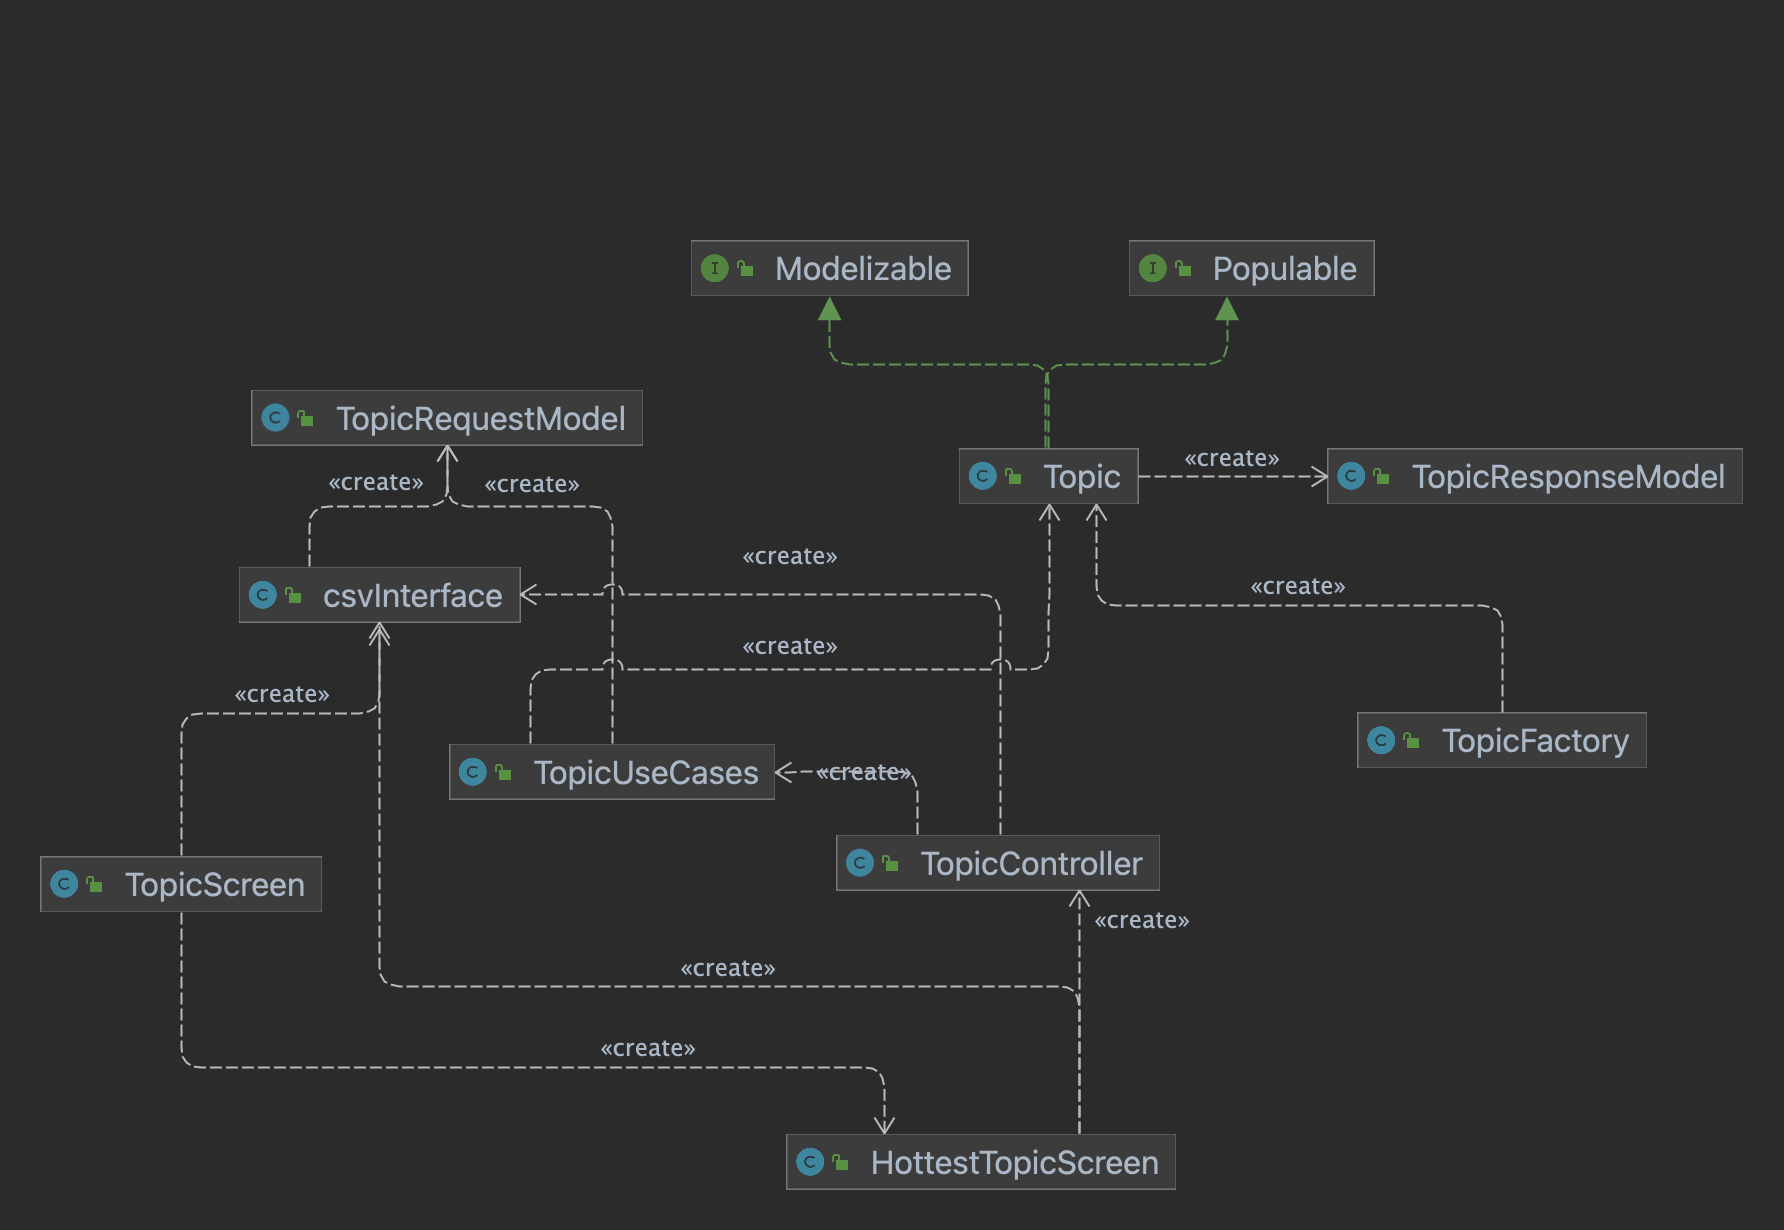 I Modelizable
I Populable
C TopicRequestModel
C Topic
«create»
C TopicResponseModel
«create»
«create»
«create»
«create»
C csvInterface
«create»
«create»
C TopicFactory
C TopicUseCases
«create»
C TopicController
C TopicScreen
«create»
«create»
«create»
C HottestTopicScreen